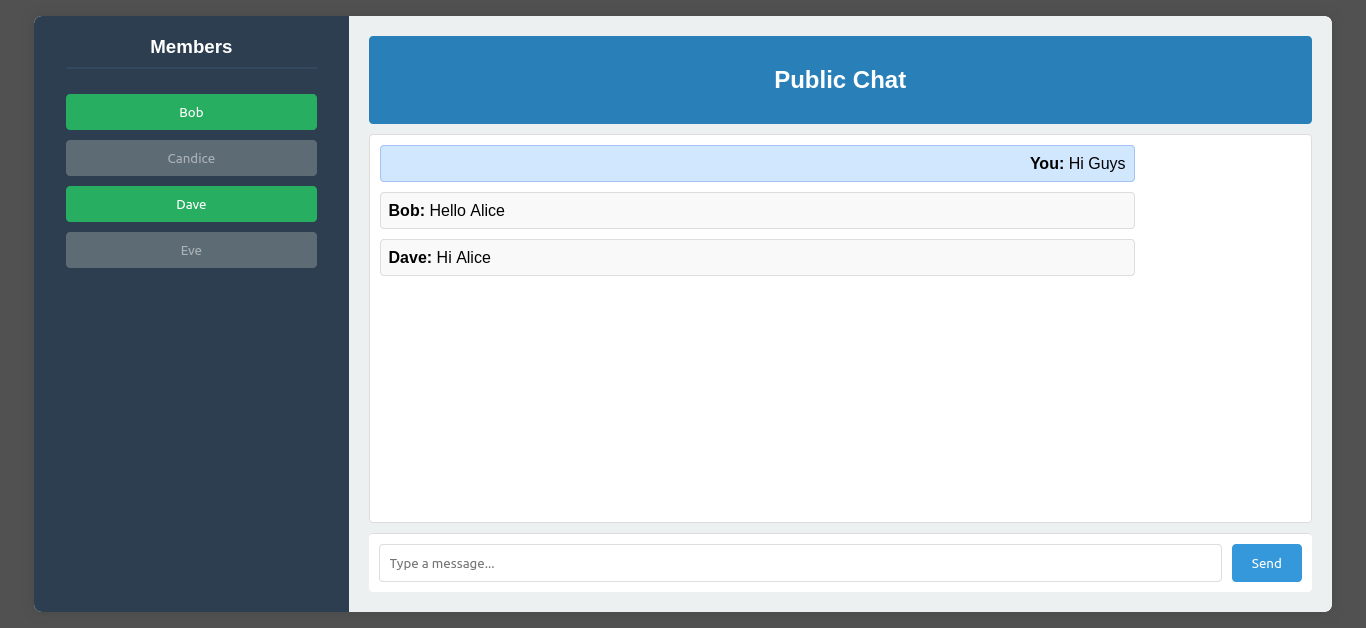 Members
Bob
Candice
Dave
Eve
Public Chat
You: Hi Guys
Bob: Hello Alice
Dave: Hi Alice
Type a message...
Send